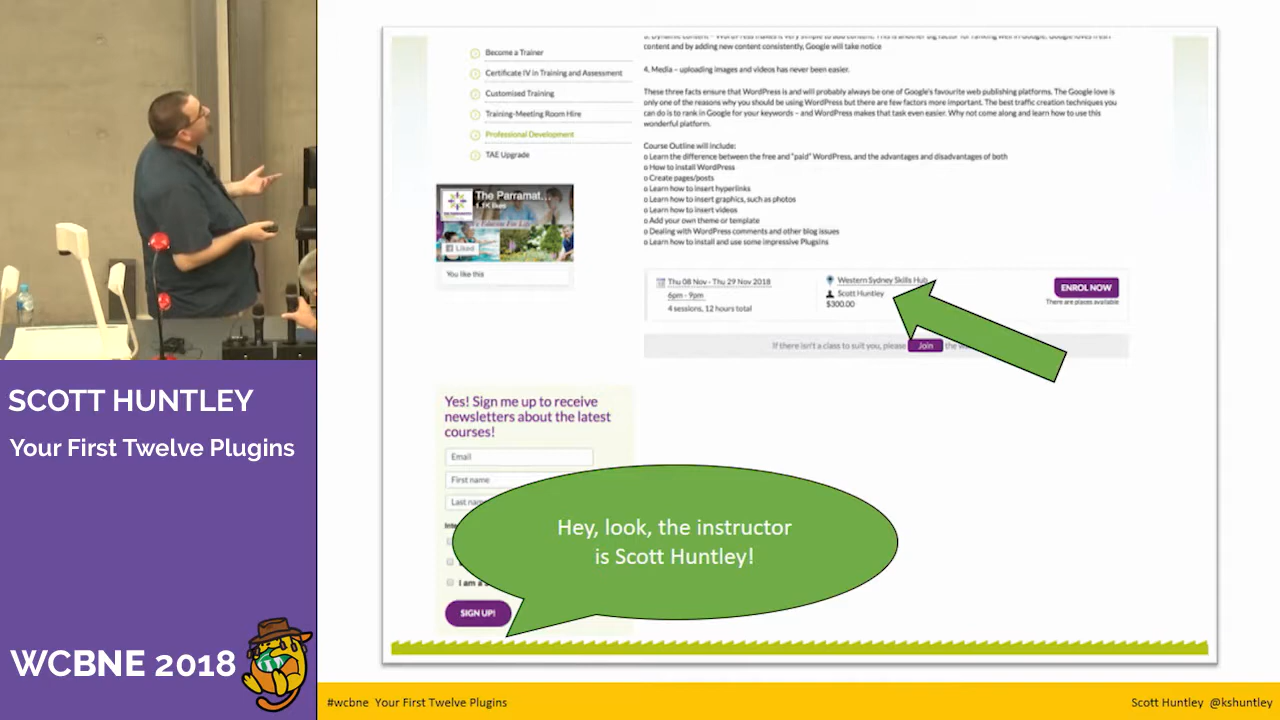 SCOTT HUNTLEY
Your First Twelve Plugins
WCBNE 2018
Become a Trainer
Certificate IV in Training and Assessment
Customised Training
Training-Meeting Room Hire
Professional Development
TAE Upgrade
The Parramat...
1.1K likes
Liked
You like this
content and by adding new content consistently, Google will take notice
4. Media – uploading images and videos has never been easier.
These three facts ensure that WordPress is and will probably always be one of Google's favourite web publishing platforms. The Google love is
only one of the reasons why you should be using WordPress but there are few factors more important. The best traffic creation techniques you
can do is to rank in Google for your keywords – and WordPress makes that task even easier. Why not come along and learn how to use this
wonderful platform.
Course Outline will include:
o Learn the difference between the free and "paid" WordPress, and the advantages and disadvantages of both
o How to install WordPress
o Create pages/posts
o Learn how to insert hyperlinks
o Learn how to insert graphics, such as photos
o Learn how to insert videos
o Add your own theme or template
o Dealing with WordPress comments and other blog issues
o Learn how to install and use some impressive Plugsins
Thu 08 Nov - Thu 29 Nov 2018
6pm - 9pm
4 sessions, 12 hours total
Western Sydney Skills Hub
Scott Huntley
$300.00
ENROL NOW
There are places available
If there isn't a class to suit you, please Join the w
Yes! Sign me up to receive
newsletters about the latest
courses!
Email
First name
Last name
I am a
SIGN UP!
Hey, look, the instructor
is Scott Huntley!
#wcbne Your First Twelve Plugins
Scott Huntley @kshuntley